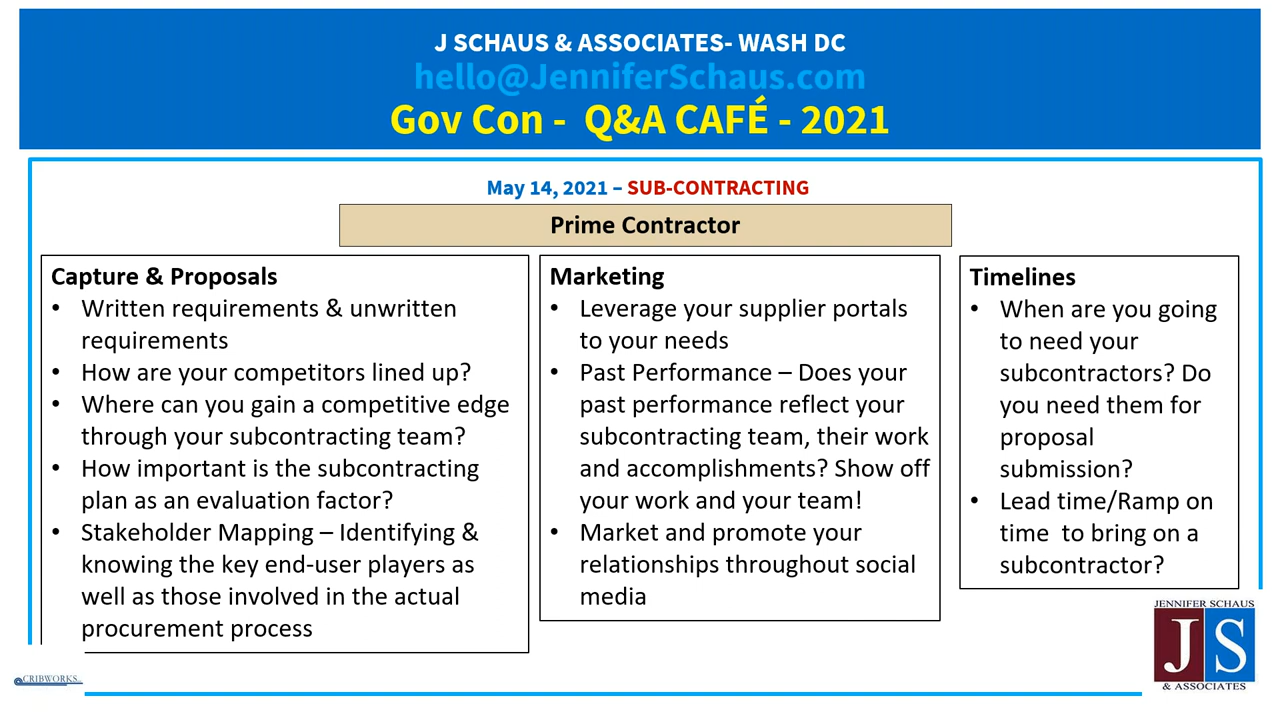 J SCHAUS & ASSOCIATES- WASH DC
hello@JenniferSchaus.com
Gov Con - Q&A CAFÉ - 2021
May 14, 2021 – SUB-CONTRACTING
Prime Contractor
Capture & Proposals
• Written requirements & unwritten
requirements
• How are your competitors lined up?
• Where can you gain a competitive edge
through your subcontracting team?
• How important is the subcontracting
plan as an evaluation factor?
• Stakeholder Mapping – Identifying &
knowing the key end-user players as
well as those involved in the actual
procurement process
Marketing
• Leverage your supplier portals
to your needs
• Past Performance – Does your
past performance reflect your
subcontracting team, their work
and accomplishments? Show off
your work and your team!
• Market and promote your
relationships throughout social
media
Timelines
• When are you going
to need your
subcontractors? Do
you need them for
proposal
submission?
• Lead time/Ramp on
time to bring on a
subcontractor?
CRIBWORKS
JENNIFER SCHAUS
J S
& ASSOCIATES